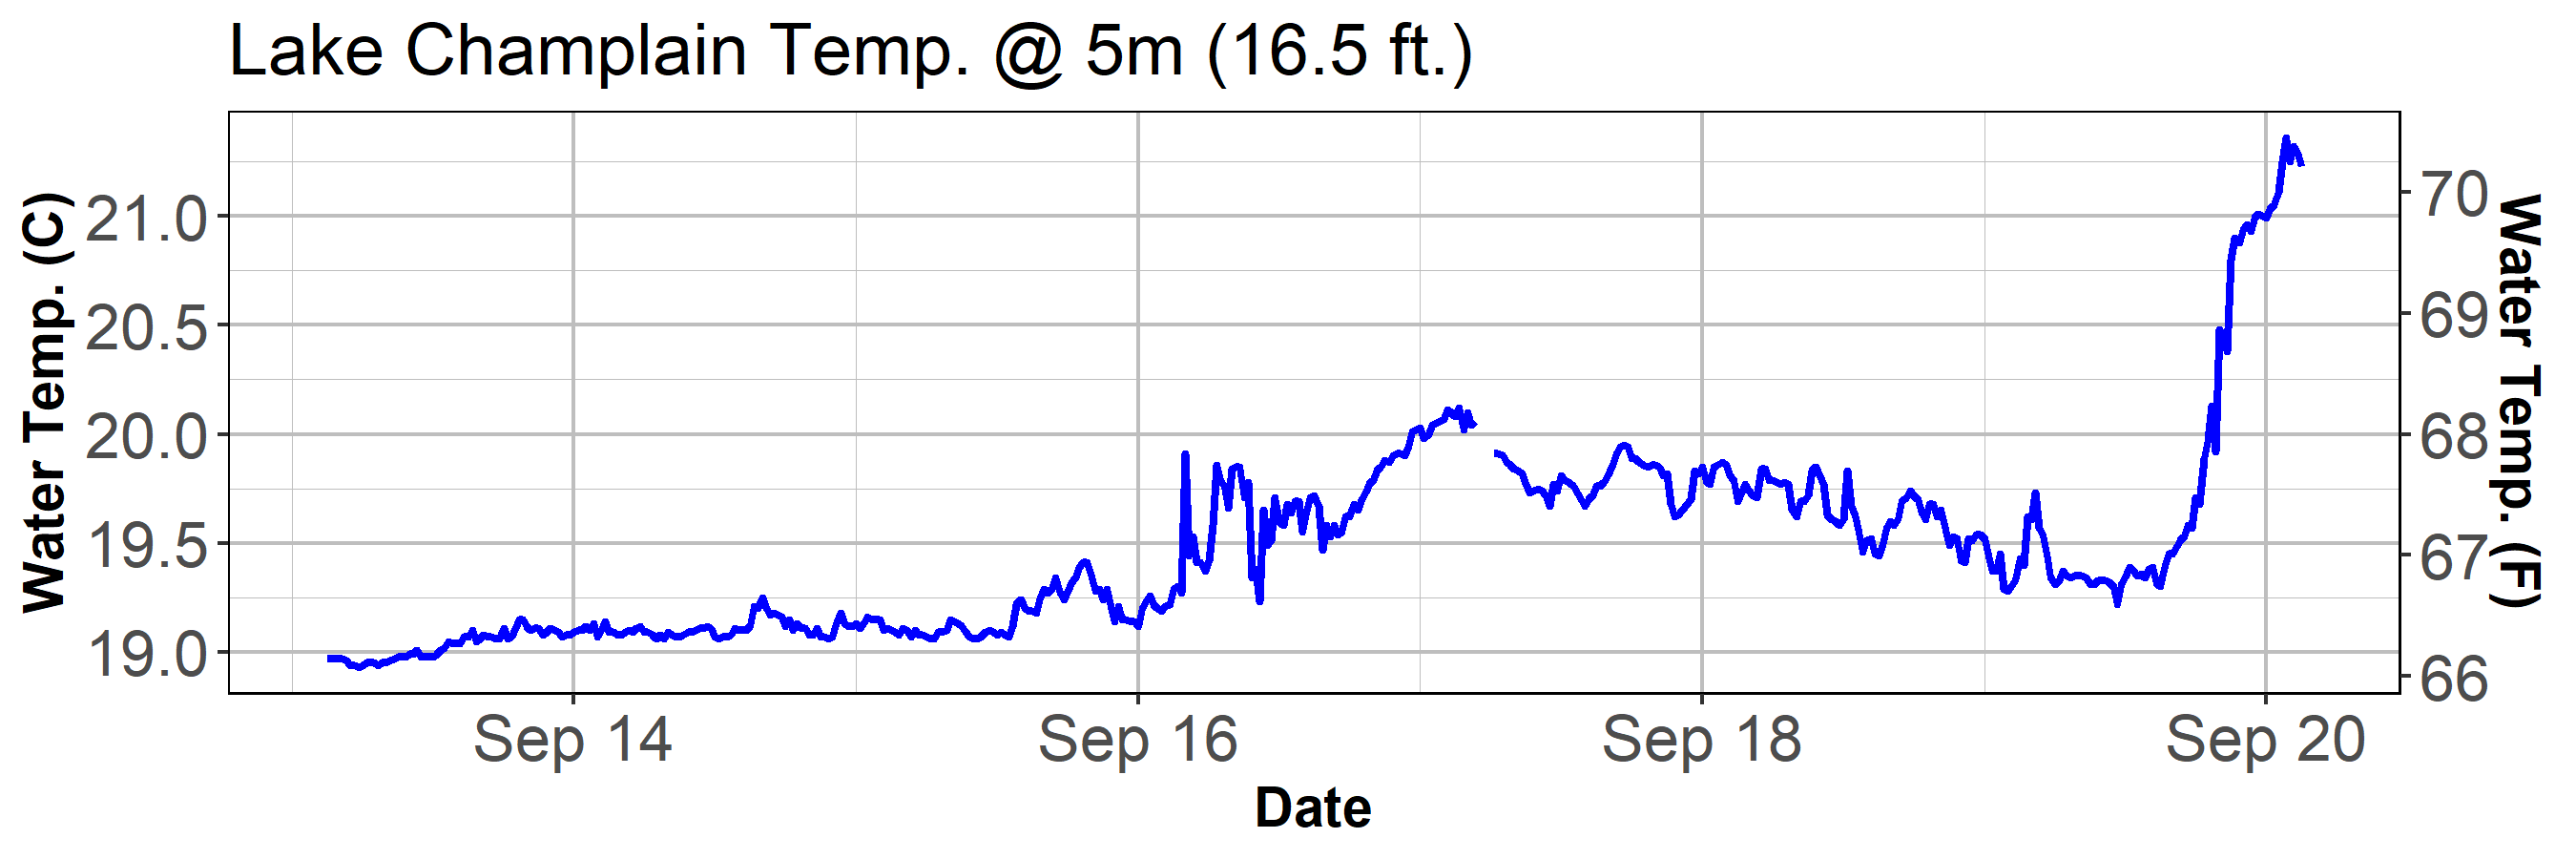 Lake Champlain Temp. @ 5m (16.5 ft.)
Water Temp. (C)
21.0
20.5
20.0
19.5
19.0
70
69
68
67
66
Water Temp. (F)
Sep 14
Sep 16
Sep 18
Sep 20
Date